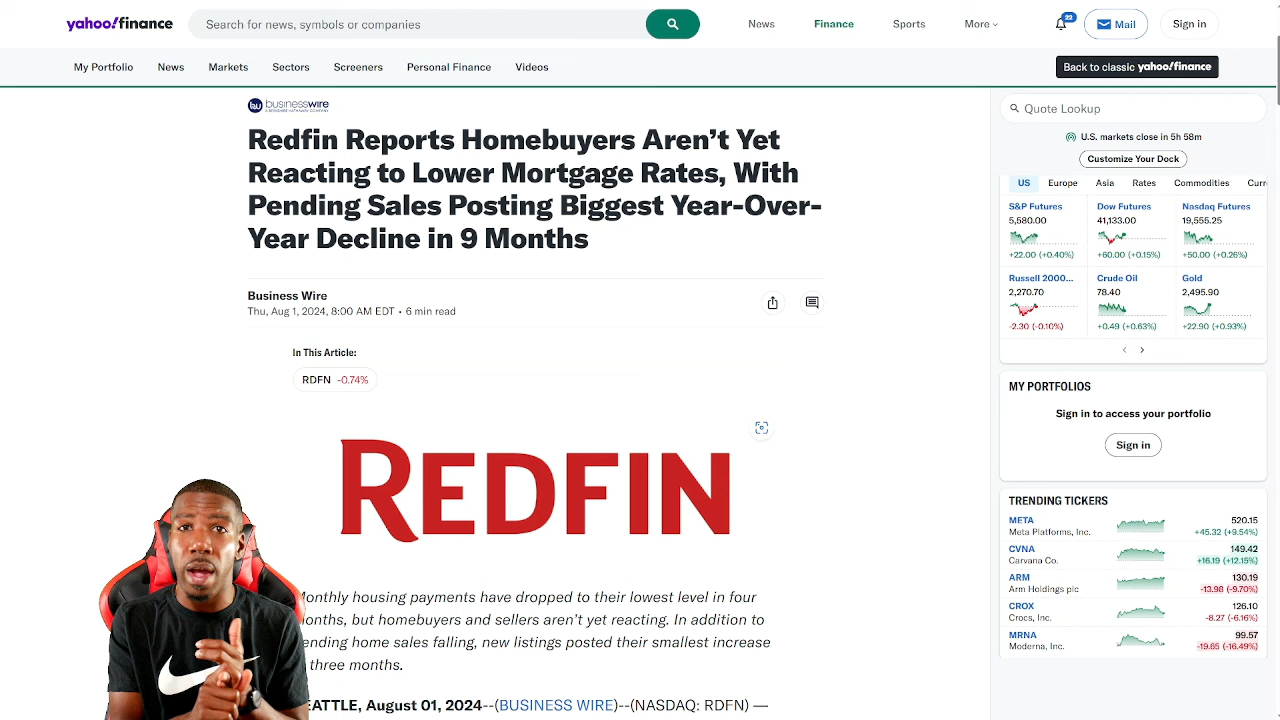 yahoo!finance
Search for news, symbols or companies
News
Finance
Sports
More
22
Mail
Sign in
My Portfolio
News
Markets
Sectors
Screeners
Personal Finance
Videos
Back to classic yahoo!finance
businesswire
A BERKSHIRE HATHAWAY COMPANY
Redfin Reports Homebuyers Aren’t Yet
Reacting to Lower Mortgage Rates, With
Pending Sales Posting Biggest Year-Over-
Year Decline in 9 Months
Business Wire
Thu, Aug 1, 2024, 8:00 AM EDT • 6 min read
In This Article:
RDFN -0.74%
REDFIN
onthly housing payments have dropped to their lowest level in four
onths, but homebuyers and sellers aren’t yet reacting. In addition to
ending home sales falling, new listings posted their smallest increase
three months.
EATTLE, August 01, 2024--(BUSINESS WIRE)--(NASDAQ: RDFN) —
Quote Lookup
U.S. markets close in 5h 58m
Customize Your Dock
US
Europe
Asia
Rates
Commodities
Curr
S&P Futures
5,580.00
+22.00 (+0.40%)
Dow Futures
41,133.00
+60.00 (+0.15%)
Nasdaq Futures
19,555.25
+50.00 (+0.26%)
Russell 2000...
2,270.70
-2.30 (-0.10%)
Crude Oil
78.40
+0.49 (+0.63%)
Gold
2,495.90
+22.90 (+0.93%)
MY PORTFOLIOS
Sign in to access your portfolio
Sign in
TRENDING TICKERS
META 520.15
Meta Platforms, Inc. +45.32 (+9.54%)
CVNA 149.42
Carvana Co. +16.19 (+12.15%)
ARM 130.19
Arm Holdings plc -13.98 (-9.70%)
CROX 126.10
Crocs, Inc. -8.27 (-6.16%)
MRNA 99.57
Moderna, Inc. -19.65 (-16.49%)